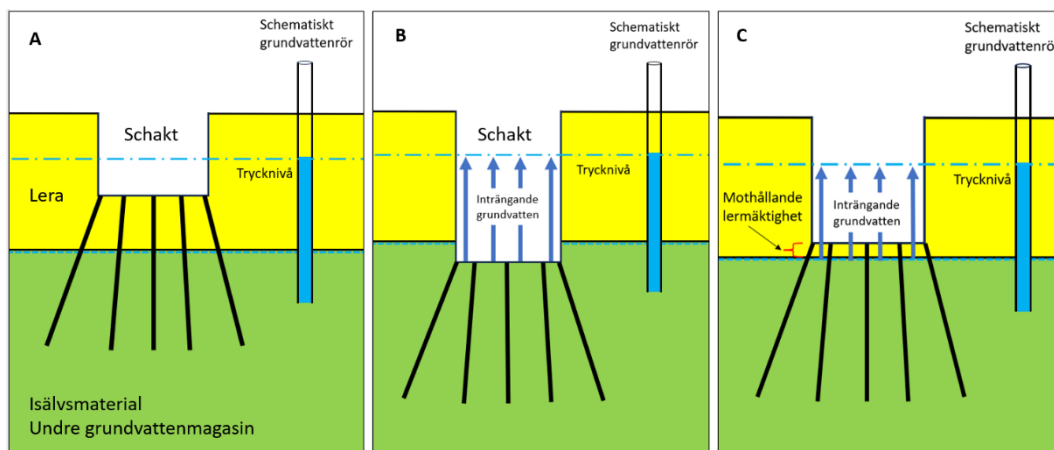 A
Schematiskt
grundvattenrör
Schakt
Trycknivå
Lera
Isälvsmaterial
Undre grundvattenmagasin
B
Schematiskt
grundvattenrör
Schakt
Trycknivå
Inträngande
grundvatten
C
Schematiskt
grundvattenrör
Trycknivå
Mothållande
lermäktighet
Inträngande
grundvatten